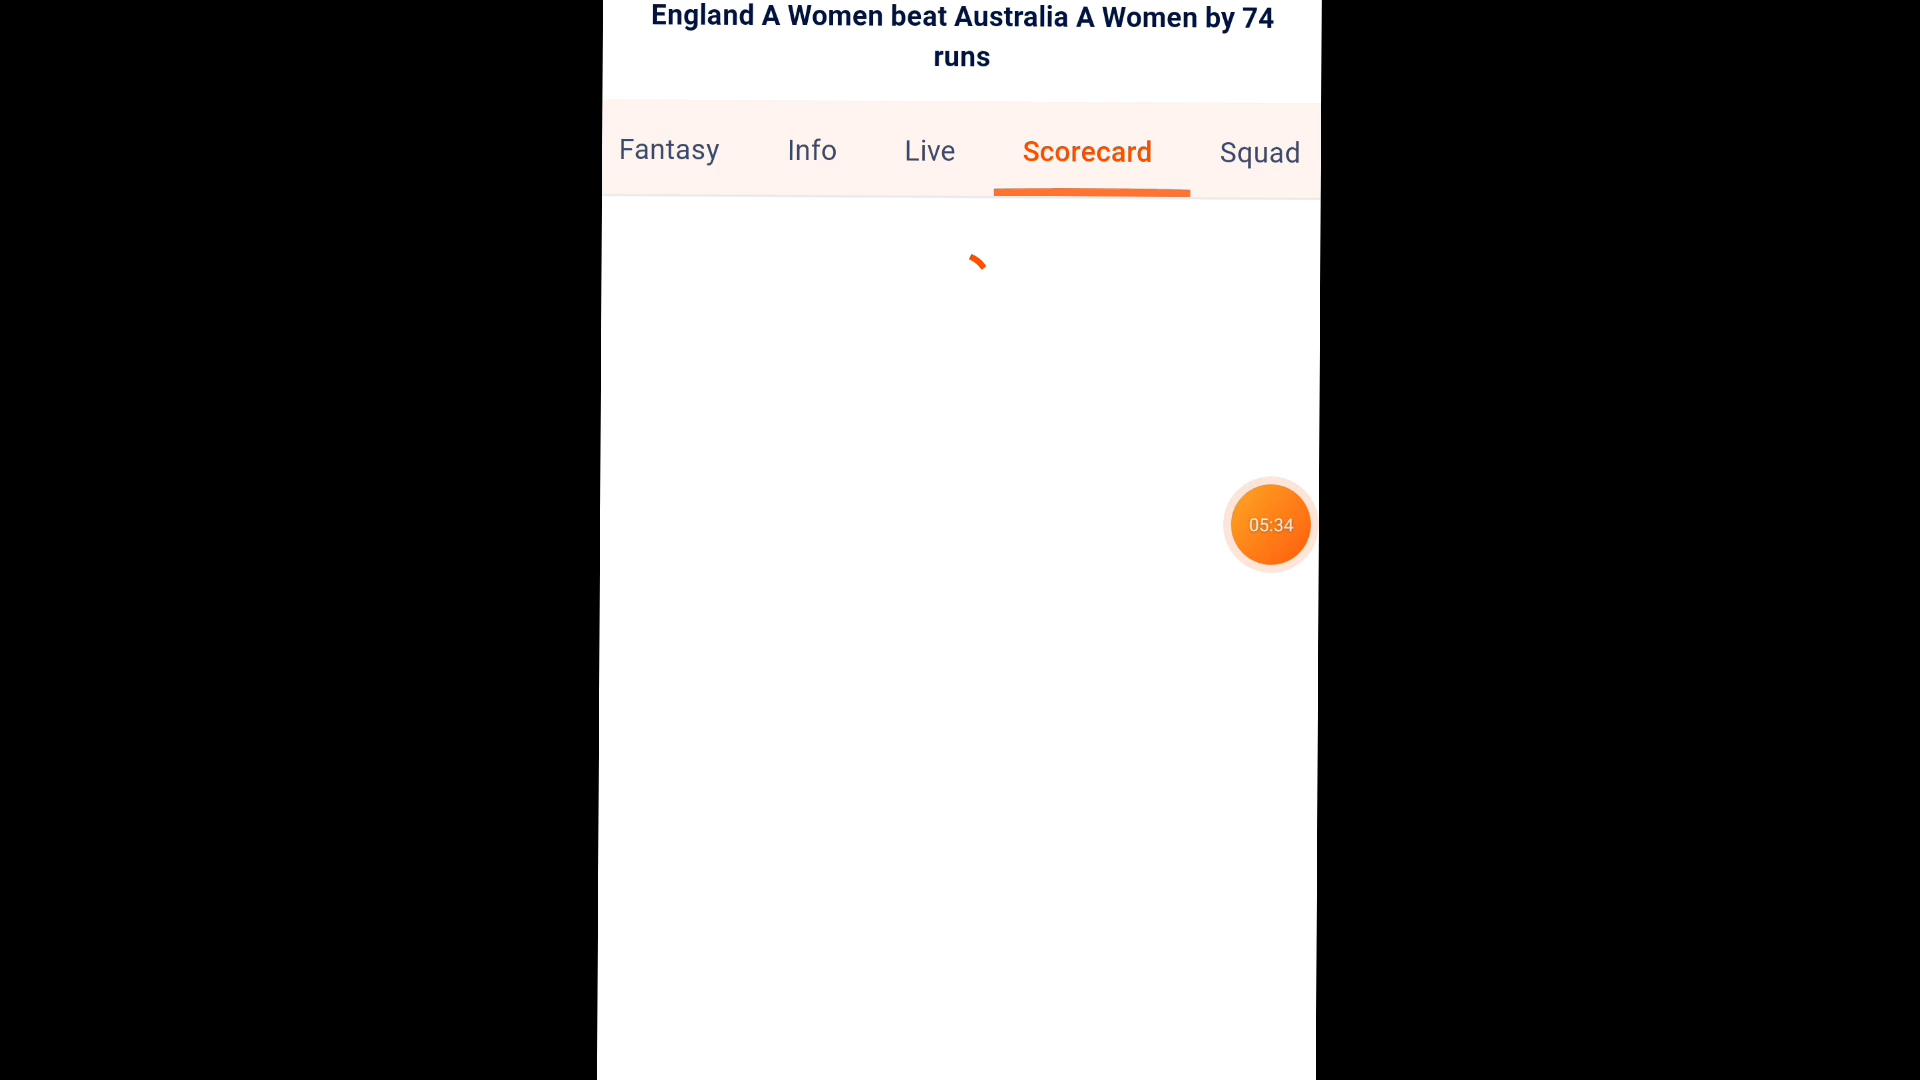 England A Women beat Australia A Women by 74
runs
Fantasy Info Live Scorecard Squad
05:34